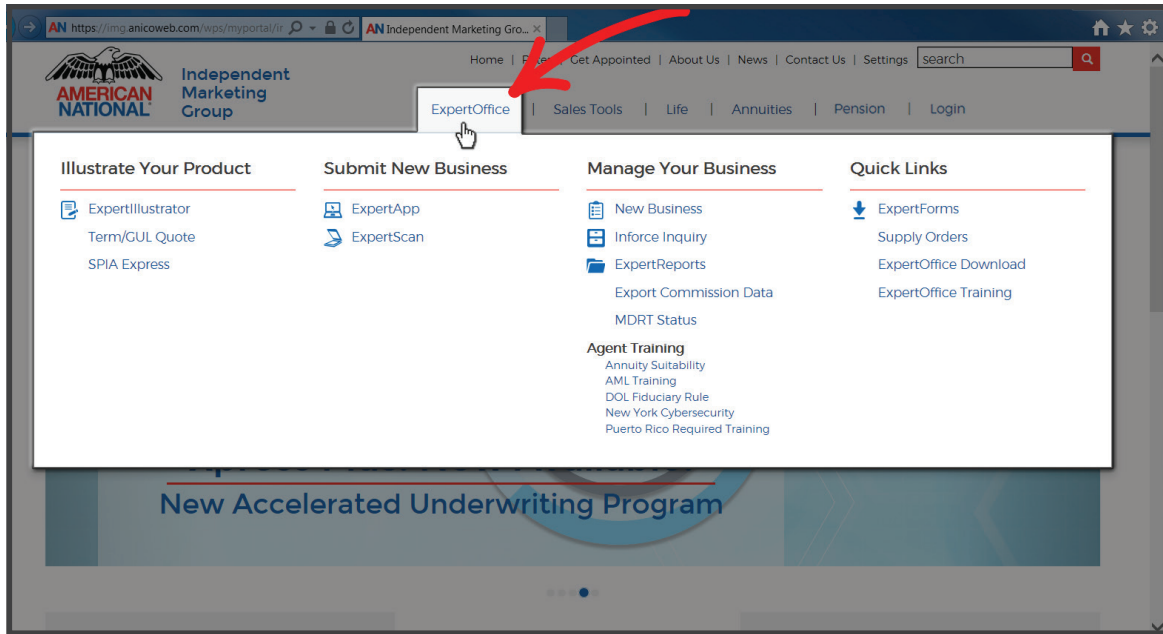 AN https://img.anicoweb.com/wps/myportal/ir
AN Independent Marketing Gro...
Home | Get Appointed | About Us | News | Contact Us | Settings search
AMERICAN NATIONAL
Independent
Marketing
Group
ExpertOffice | Sales Tools | Life | Annuities | Pension | Login
Illustrate Your Product
ExpertIllustrator
Term/GUL Quote
SPIA Express
Submit New Business
ExpertApp
ExpertScan
Manage Your Business
New Business
Inforce Inquiry
ExpertReports
Export Commission Data
MDRT Status
Agent Training
Annuity Suitability
AML Training
DOL Fiduciary Rule
New York Cybersecurity
Puerto Rico Required Training
Quick Links
ExpertForms
Supply Orders
ExpertOffice Download
ExpertOffice Training
New Accelerated Underwriting Program